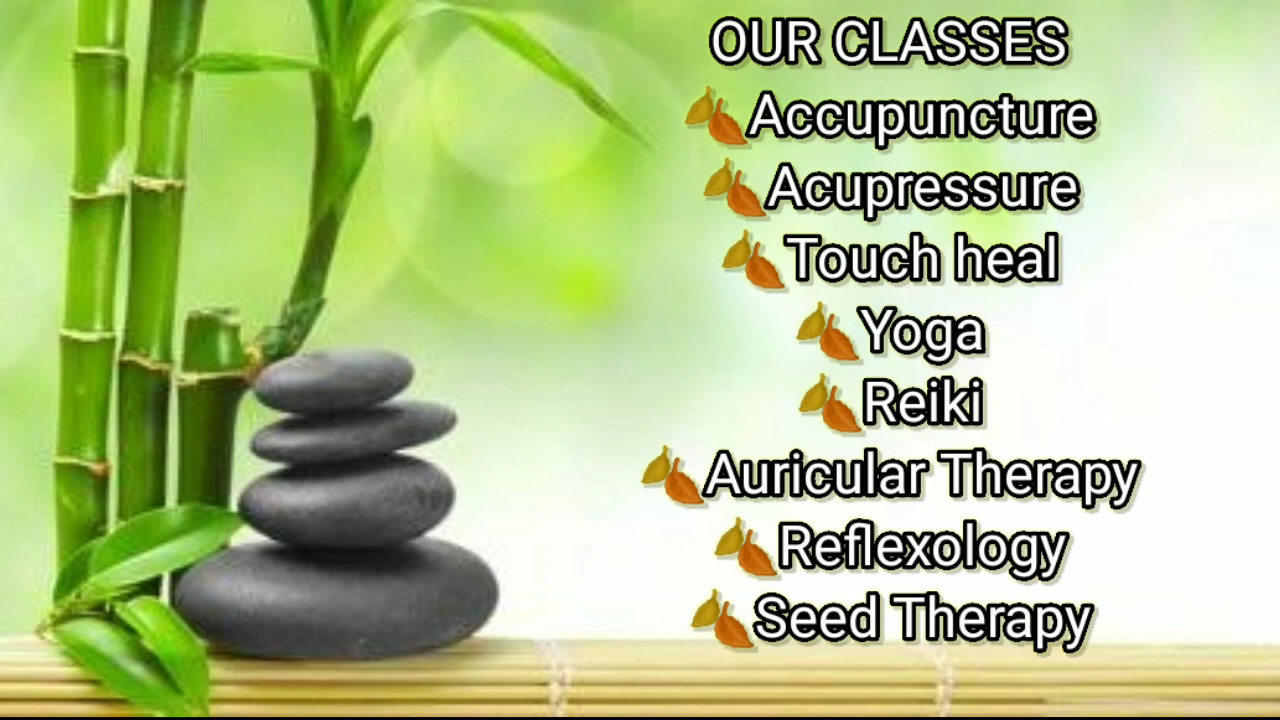 OUR CLASSES
🍂Accupuncture
🍂Acupressure
🍂Touch heal
🍂Yoga
🍂Reiki
🍂Auricular Therapy
🍂Reflexology
🍂Seed Therapy